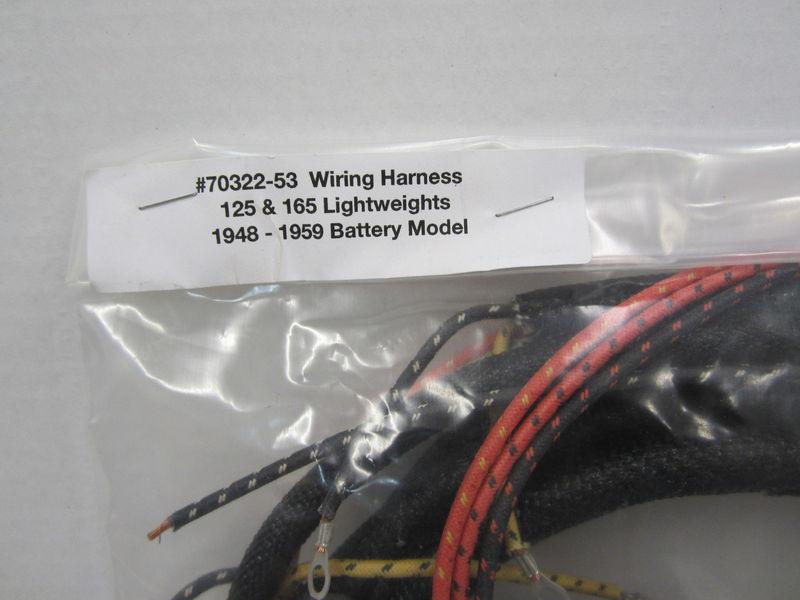 #70322-53 Wiring Harness
125 & 165 Lightweights
1948 - 1959 Battery Model